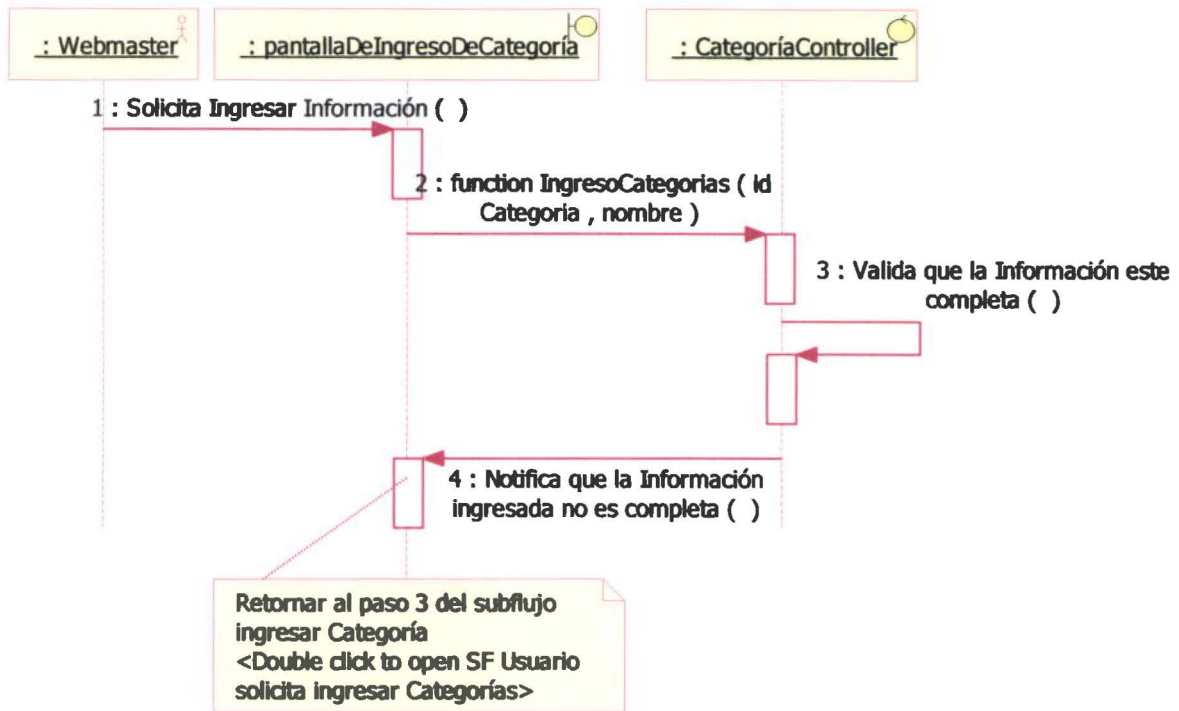 : Webmaster
: pantallaDeIngresoDeCategoría
: CategoríaController
1 : Solicita Ingresar Información ( )
2 : function IngresoCategorias ( id
Categoria , nombre )
3 : Valida que la Información este
completa ( )
4 : Notifica que la Información
ingresada no es completa ( )
Retornar al paso 3 del subflujo
ingresar Categoría
<Double click to open SF Usuario
solicita ingresar Categorías>